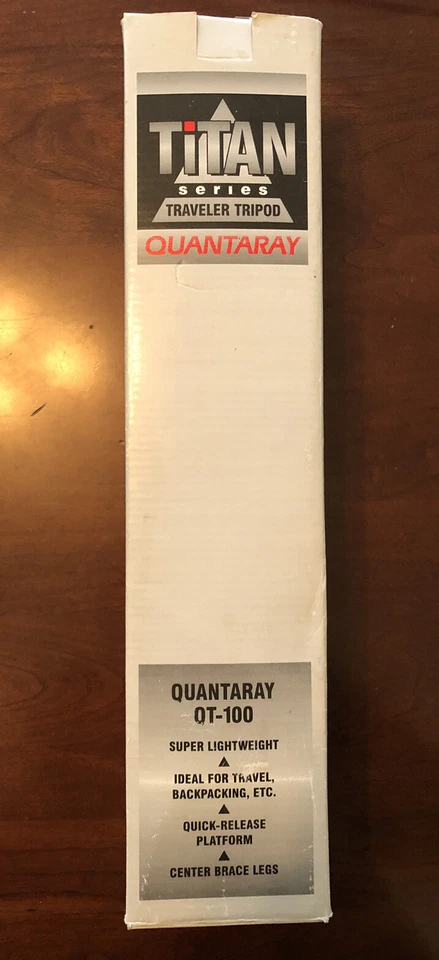 TiTAN
series
TRAVELER TRIPOD
QUANTARAY
QUANTARAY
QT-100
SUPER LIGHTWEIGHT
IDEAL FOR TRAVEL,
BACKPACKING, ETC.
QUICK-RELEASE
PLATFORM
CENTER BRACE LEGS